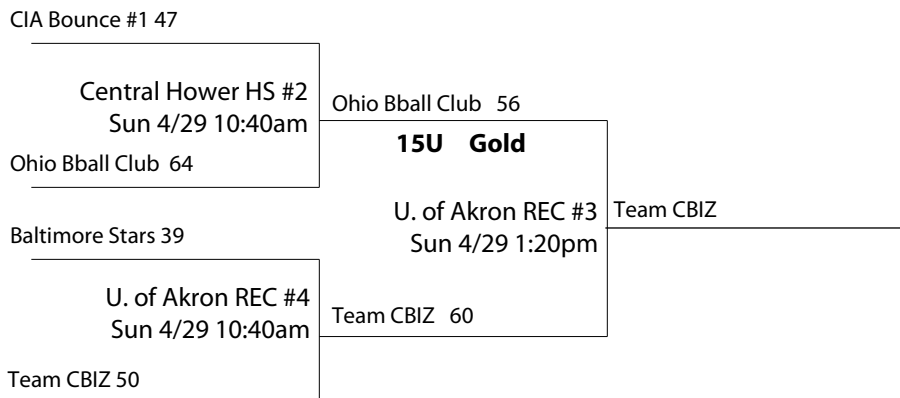 CIA Bounce #1 47
Central Hower HS #2
Sun 4/29 10:40am
Ohio Bball Club 64
Ohio Bball Club 56
15U Gold
U. of Akron REC #3
Sun 4/29 1:20pm
Team CBIZ
Baltimore Stars 39
U. of Akron REC #4
Sun 4/29 10:40am
Team CBIZ 60
Team CBIZ 50